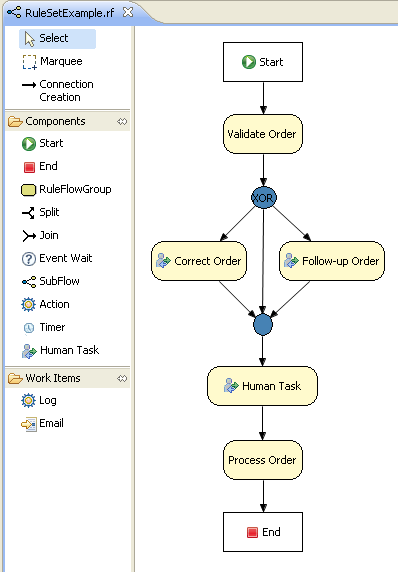 RuleSetExample.rf
Select
Marquee
Connection
Creation
Components
Start
End
RuleFlowGroup
Split
Join
Event Wait
SubFlow
Action
Timer
Human Task
Work Items
Log
Email
Start
Validate Order
XOR
Correct Order
Follow-up Order
Human Task
Process Order
End